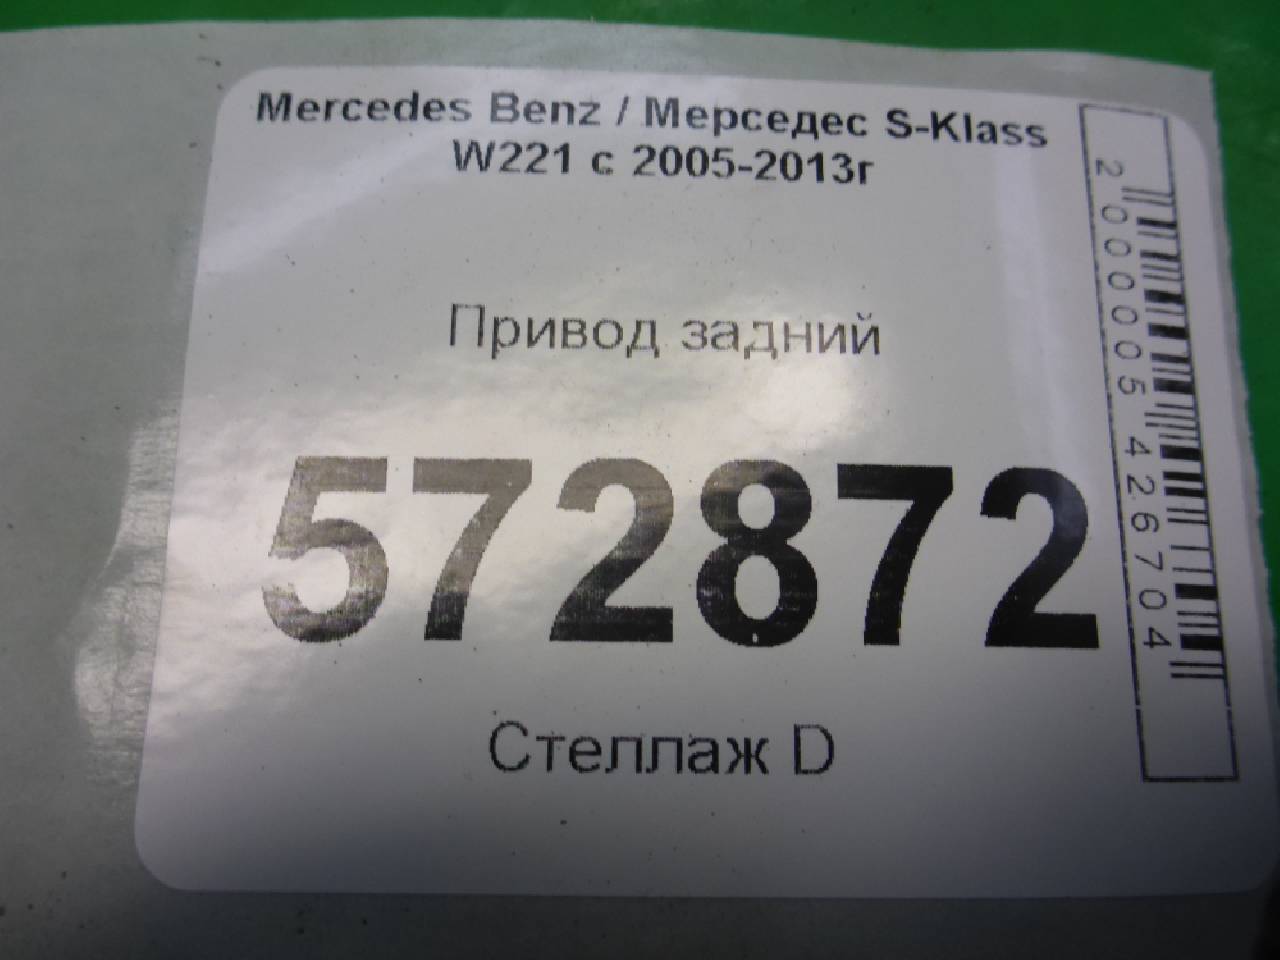 Mercedes Benz / Мерседес S-Klass
W221 с 2005-2013г
Привод задний
572872
Стеллаж D
2000005426704